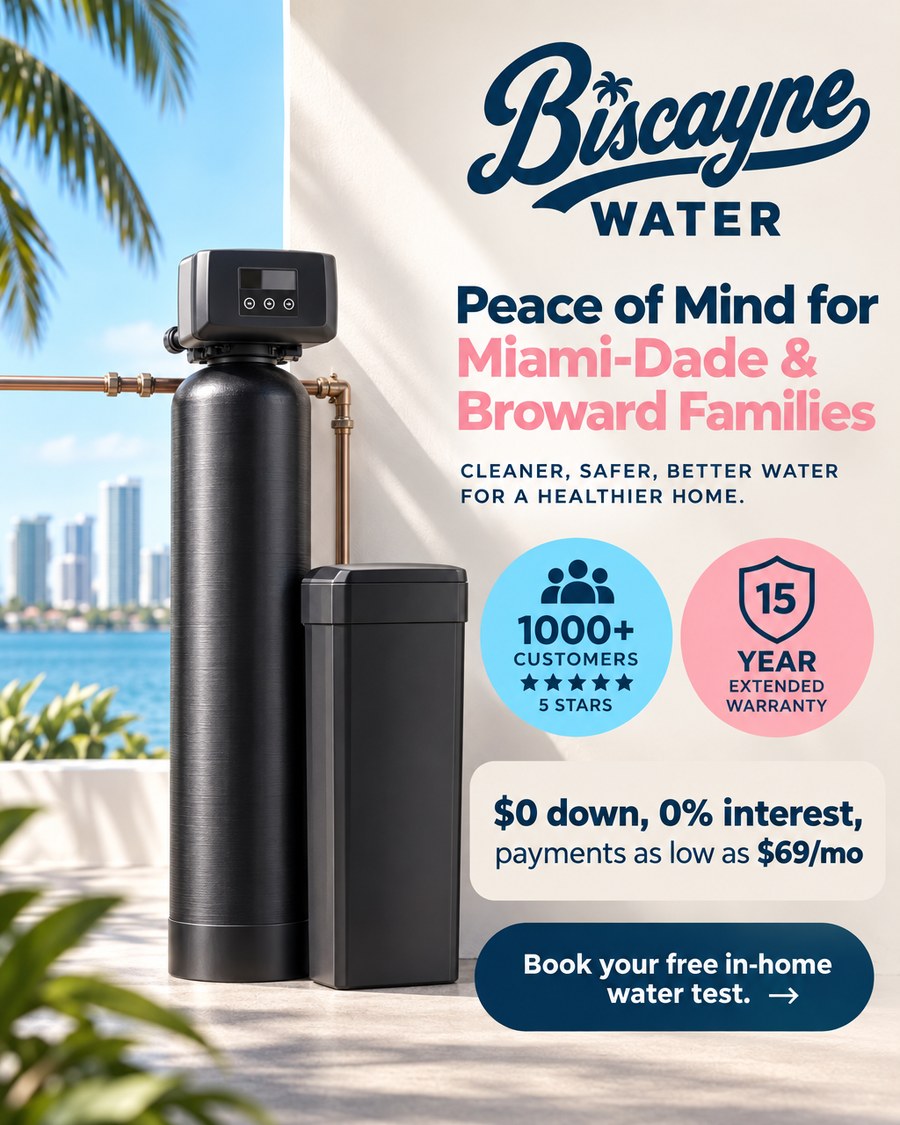 Biscayne
WATER
Peace of Mind for
Miami-Dade &
Broward Families
CLEANER, SAFER, BETTER WATER
FOR A HEALTHIER HOME.
1000+
CUSTOMERS
5 STARS
15
YEAR
EXTENDED
WARRANTY
$0 down, 0% interest,
payments as low as $69/mo
Book your free in-home
water test. →